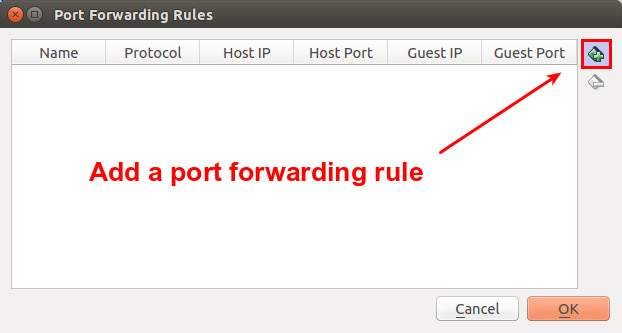 Port Forwarding Rules
Name Protocol Host IP Host Port Guest IP Guest Port
Add a port forwarding rule
Cancel OK